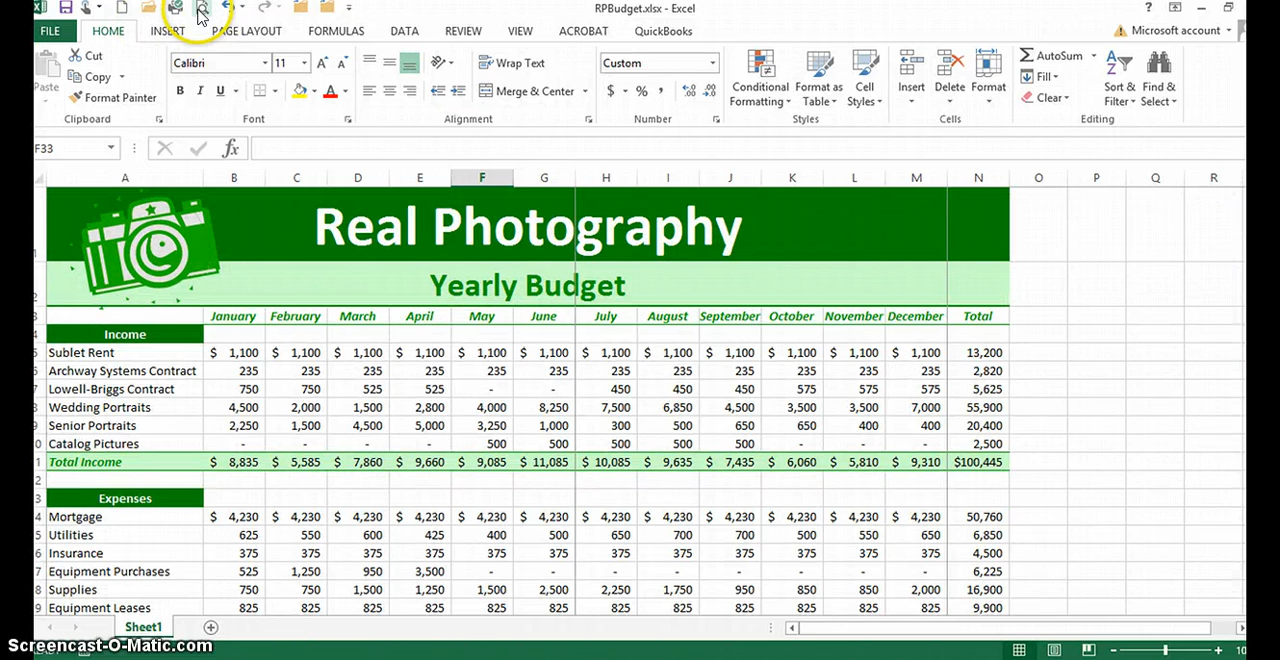 RPBudget.xlsx - Excel
FILE HOME INSERT PAGE LAYOUT FORMULAS DATA REVIEW VIEW ACROBAT QuickBooks Microsoft account
Paste Cut Copy Format Painter
Calibri 11
B I U A
Wrap Text
Merge & Center
Custom
$ % ,
Conditional Formatting Format as Table Cell Styles
Insert Delete Format
AutoSum Fill Clear
Sort & Filter Find & Select
Clipboard Font Alignment Number Styles Cells Editing
F33 fx
A B C D E F G H I J K L M N O P Q R
Real Photography
Yearly Budget
January February March April May June July August September October November December Total
Income
Sublet Rent $ 1,100 $ 1,100 $ 1,100 $ 1,100 $ 1,100 $ 1,100 $ 1,100 $ 1,100 $ 1,100 $ 1,100 $ 1,100 $ 1,100 13,200
Archway Systems Contract 235 235 235 235 235 235 235 235 235 235 235 235 2,820
Lowell-Briggs Contract 750 750 525 525 - - 450 450 450 575 575 575 5,625
Wedding Portraits 4,500 2,000 1,500 2,800 4,000 8,250 7,500 6,850 4,500 3,500 3,500 7,000 55,900
Senior Portraits 2,250 1,500 4,500 5,000 3,250 1,000 300 500 650 650 400 400 20,400
Catalog Pictures - - - - 500 500 500 500 500 - - - 2,500
Total Income $ 8,835 $ 5,585 $ 7,860 $ 9,660 $ 9,085 $ 11,085 $ 10,085 $ 9,635 $ 7,435 $ 6,060 $ 5,810 $ 9,310 $100,445
Expenses
Mortgage $ 4,230 $ 4,230 $ 4,230 $ 4,230 $ 4,230 $ 4,230 $ 4,230 $ 4,230 $ 4,230 $ 4,230 $ 4,230 $ 4,230 50,760
Utilities 625 550 600 425 400 500 650 700 700 500 550 650 6,850
Insurance 375 375 375 375 375 375 375 375 375 375 375 375 4,500
Equipment Purchases 525 1,250 950 3,500 - - - - - - - - 6,225
Supplies 750 750 1,500 1,250 1,500 2,500 2,250 1,750 950 850 850 2,000 16,900
Equipment Leases 825 825 825 825 825 825 825 825 825 825 825 825 9,900
Sheet1
Screencast-O-Matic.com